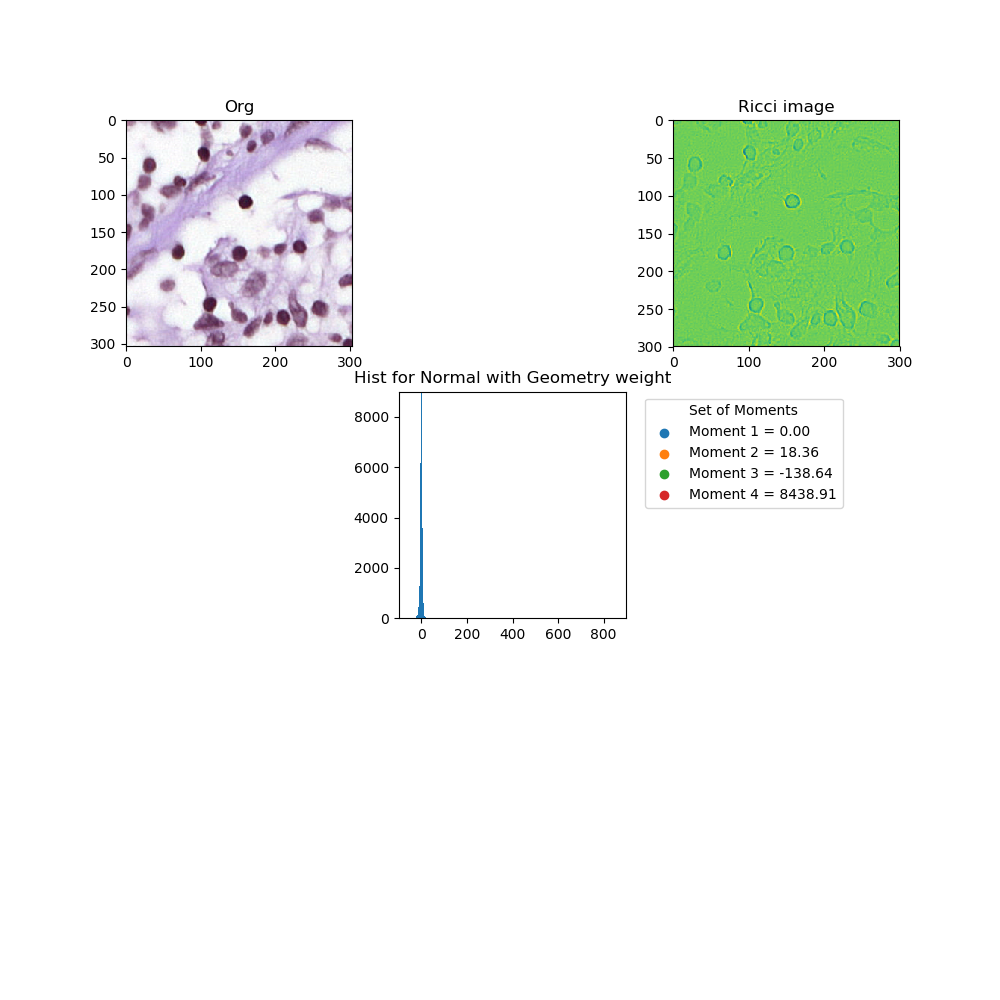 Org
0
50
100
150
200
250
300
0 100 200 300
Ricci image
0
50
100
150
200
250
300
0 100 200 300
Hist for Normal with Geometry weight
8000
6000
4000
2000
0
0 200 400 600 800
Set of Moments
Moment 1 = 0.00
Moment 2 = 18.36
Moment 3 = -138.64
Moment 4 = 8438.91